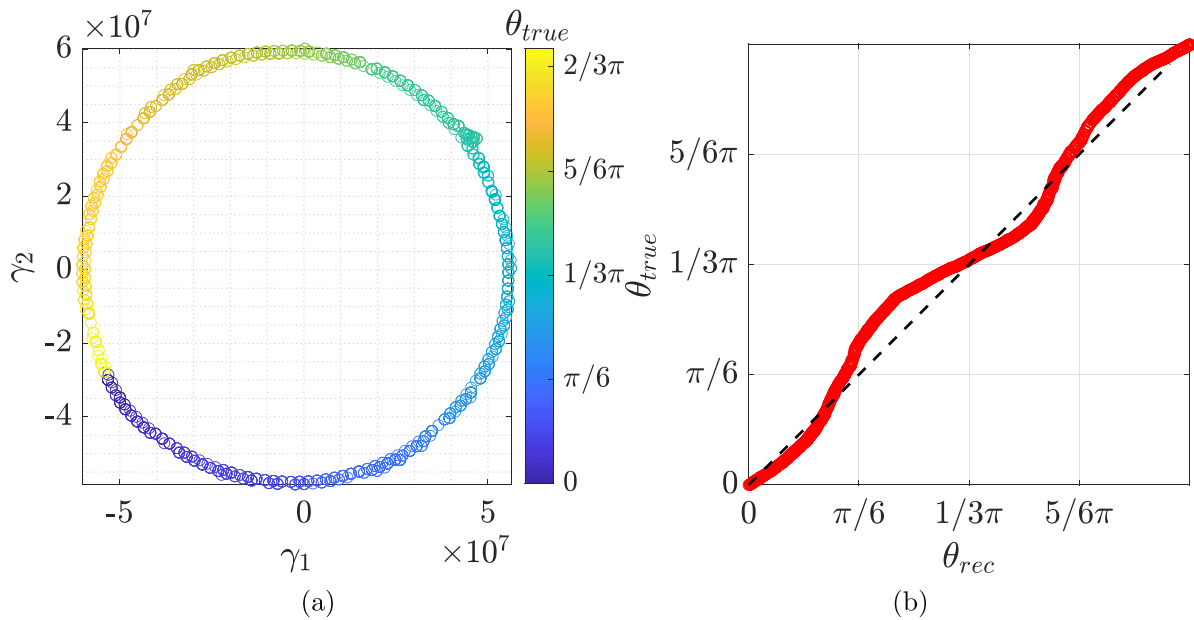 ×10⁷
θ_true
6
4
2
0
-2
-4
γ₂
-5
0
5
×10⁷
γ₁
2/3π
5/6π
1/3π
π/6
0
(a)
θ_true
5/6π
1/3π
π/6
0
0
π/6
1/3π
5/6π
θ_rec
(b)